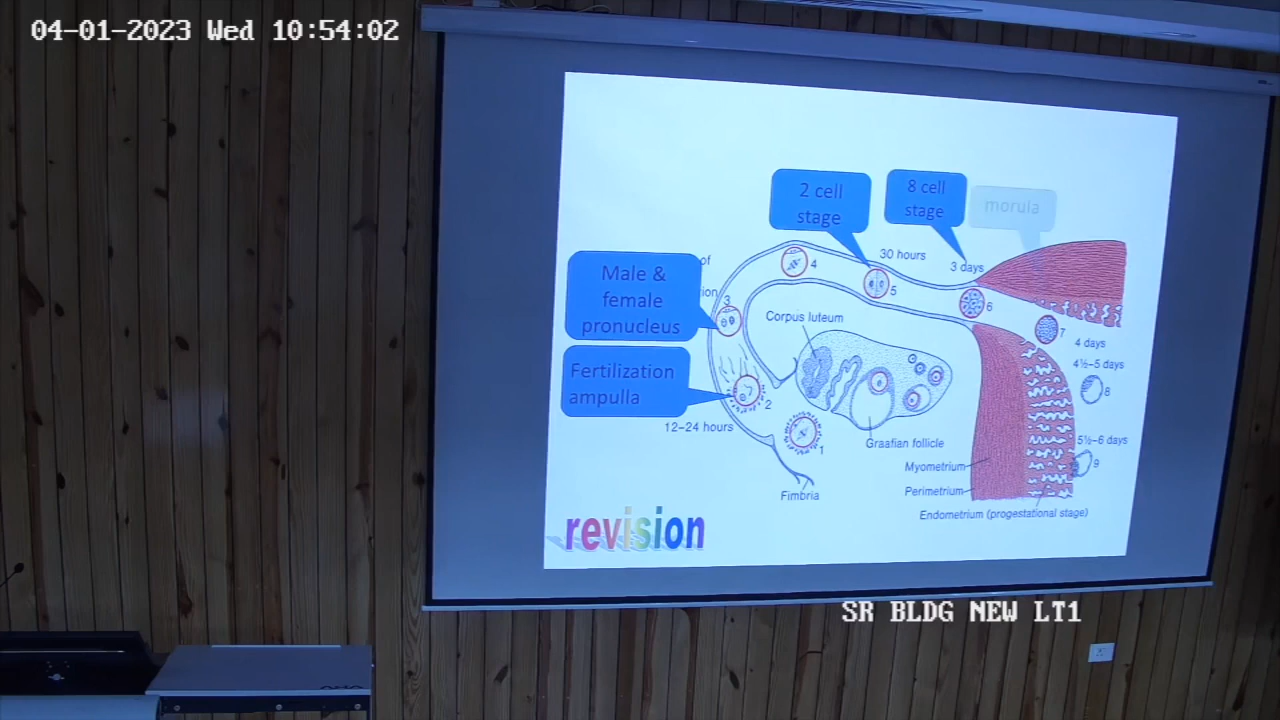 04-01-2023 Wed 10:54:02
2 cell
stage
8 cell
stage
morula
30 hours
3 days
of
Male &
female
pronucleus
ion
3
4
5
6
7
4 days
Corpus luteum
4½–5 days
8
Fertilization
ampulla
2
12–24 hours
1
Graafian follicle
5½–6 days
9
Myometrium
Perimetrium
Fimbria
Endometrium (progestational stage)
revision
SR BLDG NEW LT1